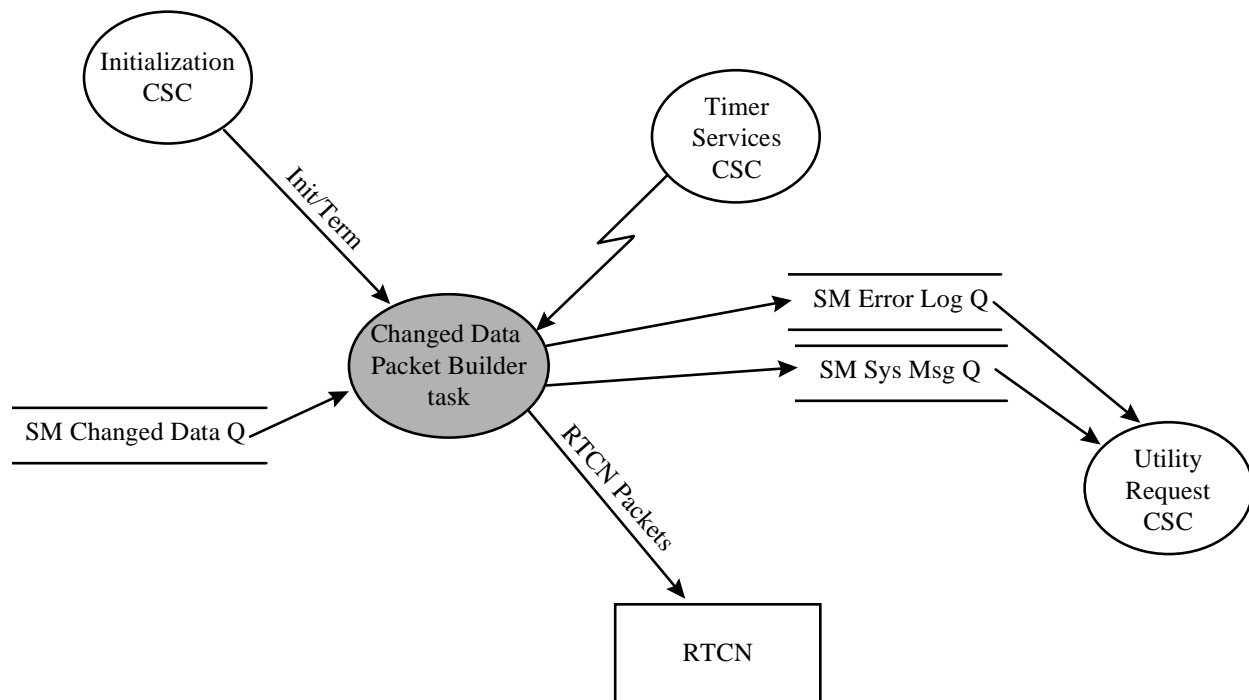 Initialization
CSC
Timer
Services
CSC
Init/Term
SM Error Log Q
Changed Data
Packet Builder
task
SM Sys Msg Q
SM Changed Data Q
RTCN Packets
Utility
Request
CSC
RTCN